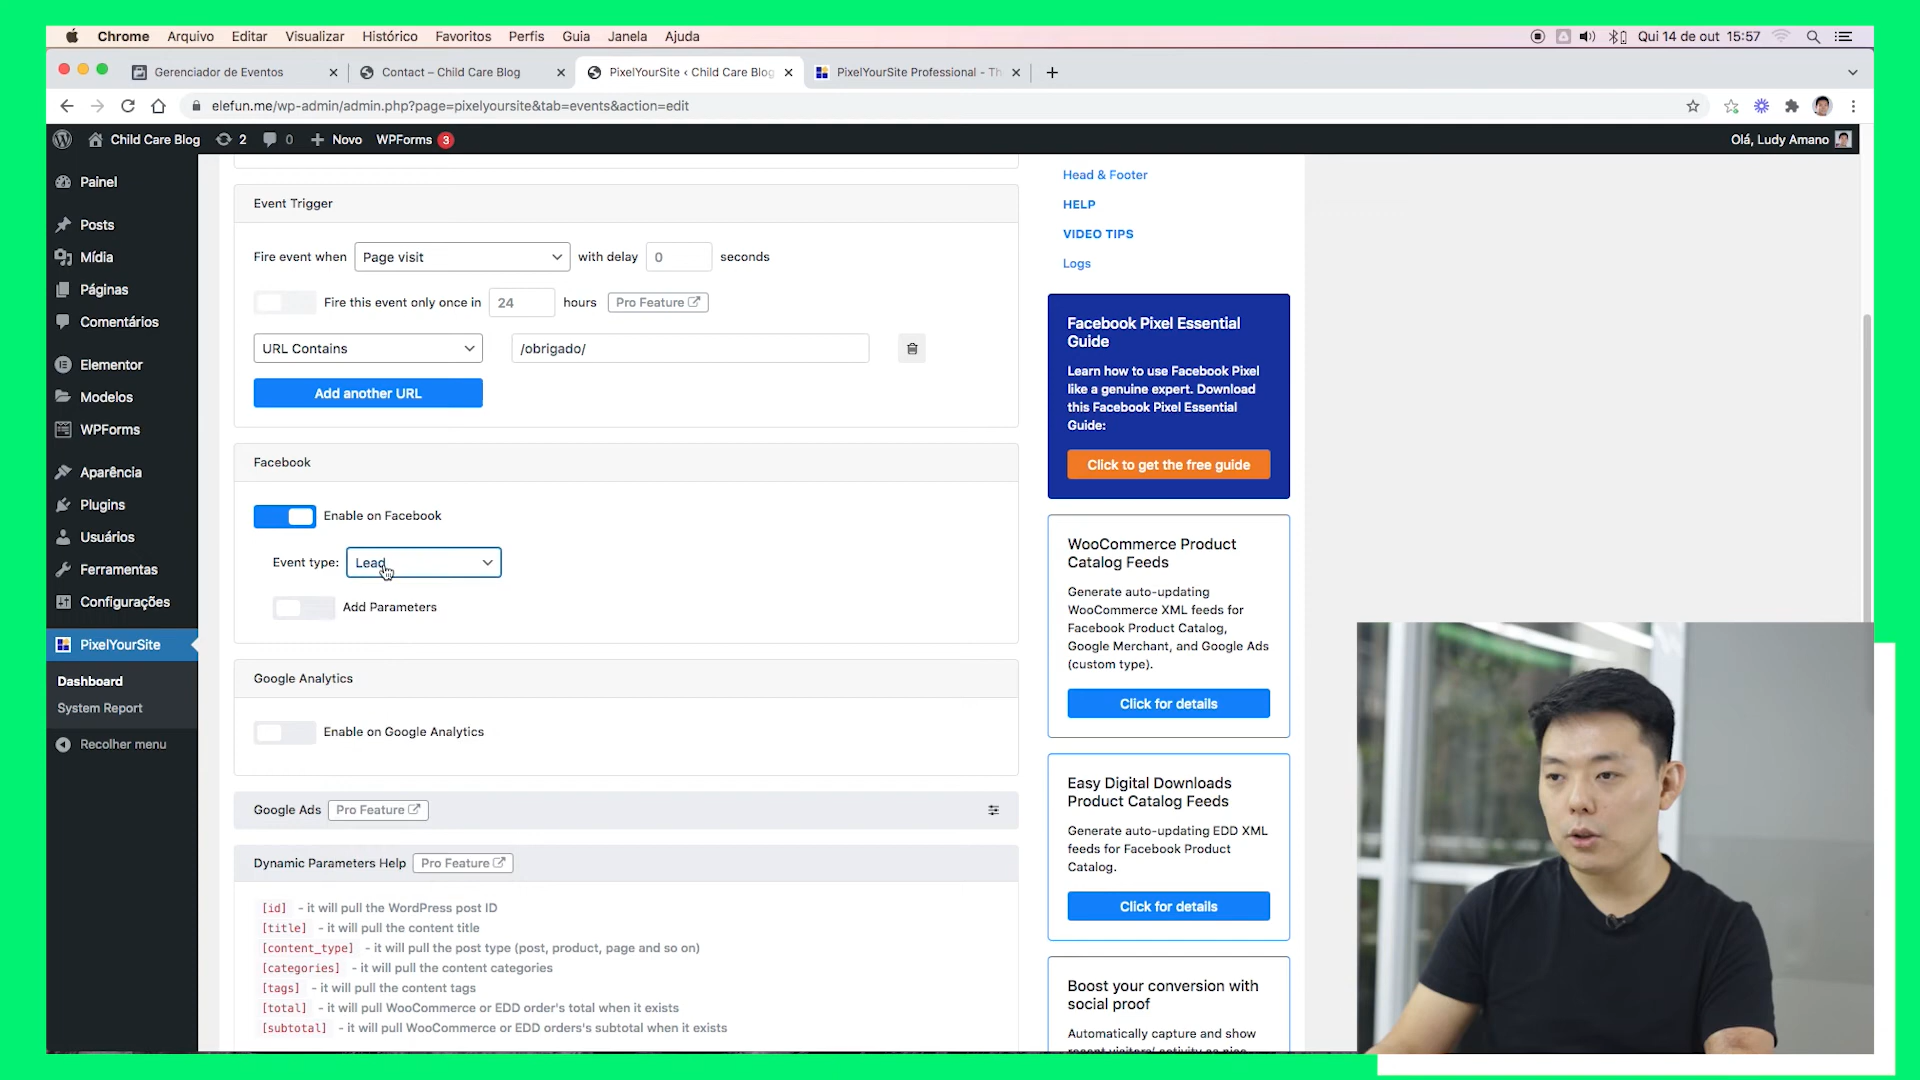 Chrome Arquivo Editar Visualizar Histórico Favoritos Perfis Guia Janela Ajuda Qui 14 de out 15:57
Gerenciador de Eventos Contact – Child Care Blog PixelYourSite ‹ Child Care Blog PixelYourSite Professional - Th
elefun.me/wp-admin/admin.php?page=pixelyoursite&tab=events&action=edit
Child Care Blog 2 0 Novo WPForms 3 Olá, Ludy Amano
Painel
Posts
Mídia
Páginas
Comentários
Elementor
Modelos
WPForms
Aparência
Plugins
Usuários
Ferramentas
Configurações
PixelYourSite
Dashboard
System Report
Recolher menu
Event Trigger
Fire event when Page visit with delay 0 seconds
Fire this event only once in 24 hours Pro Feature
URL Contains /obrigado/
Add another URL
Facebook
Enable on Facebook
Event type: Lead
Add Parameters
Google Analytics
Enable on Google Analytics
Google Ads Pro Feature
Dynamic Parameters Help Pro Feature
[id] - it will pull the WordPress post ID
[title] - it will pull the content title
[content_type] - it will pull the post type (post, product, page and so on)
[categories] - it will pull the content categories
[tags] - it will pull the content tags
[total] - it will pull WooCommerce or EDD order's total when it exists
[subtotal] - it will pull WooCommerce or EDD orders's subtotal when it exists
Head & Footer
HELP
VIDEO TIPS
Logs
Facebook Pixel Essential
Guide
Learn how to use Facebook Pixel
like a genuine expert. Download
this Facebook Pixel Essential
Guide:
Click to get the free guide
WooCommerce Product
Catalog Feeds
Generate auto-updating
WooCommerce XML feeds for
Facebook Product Catalog,
Google Merchant, and Google Ads
(custom type).
Click for details
Easy Digital Downloads
Product Catalog Feeds
Generate auto-updating EDD XML
feeds for Facebook Product
Catalog.
Click for details
Boost your conversion with
social proof
Automatically capture and show